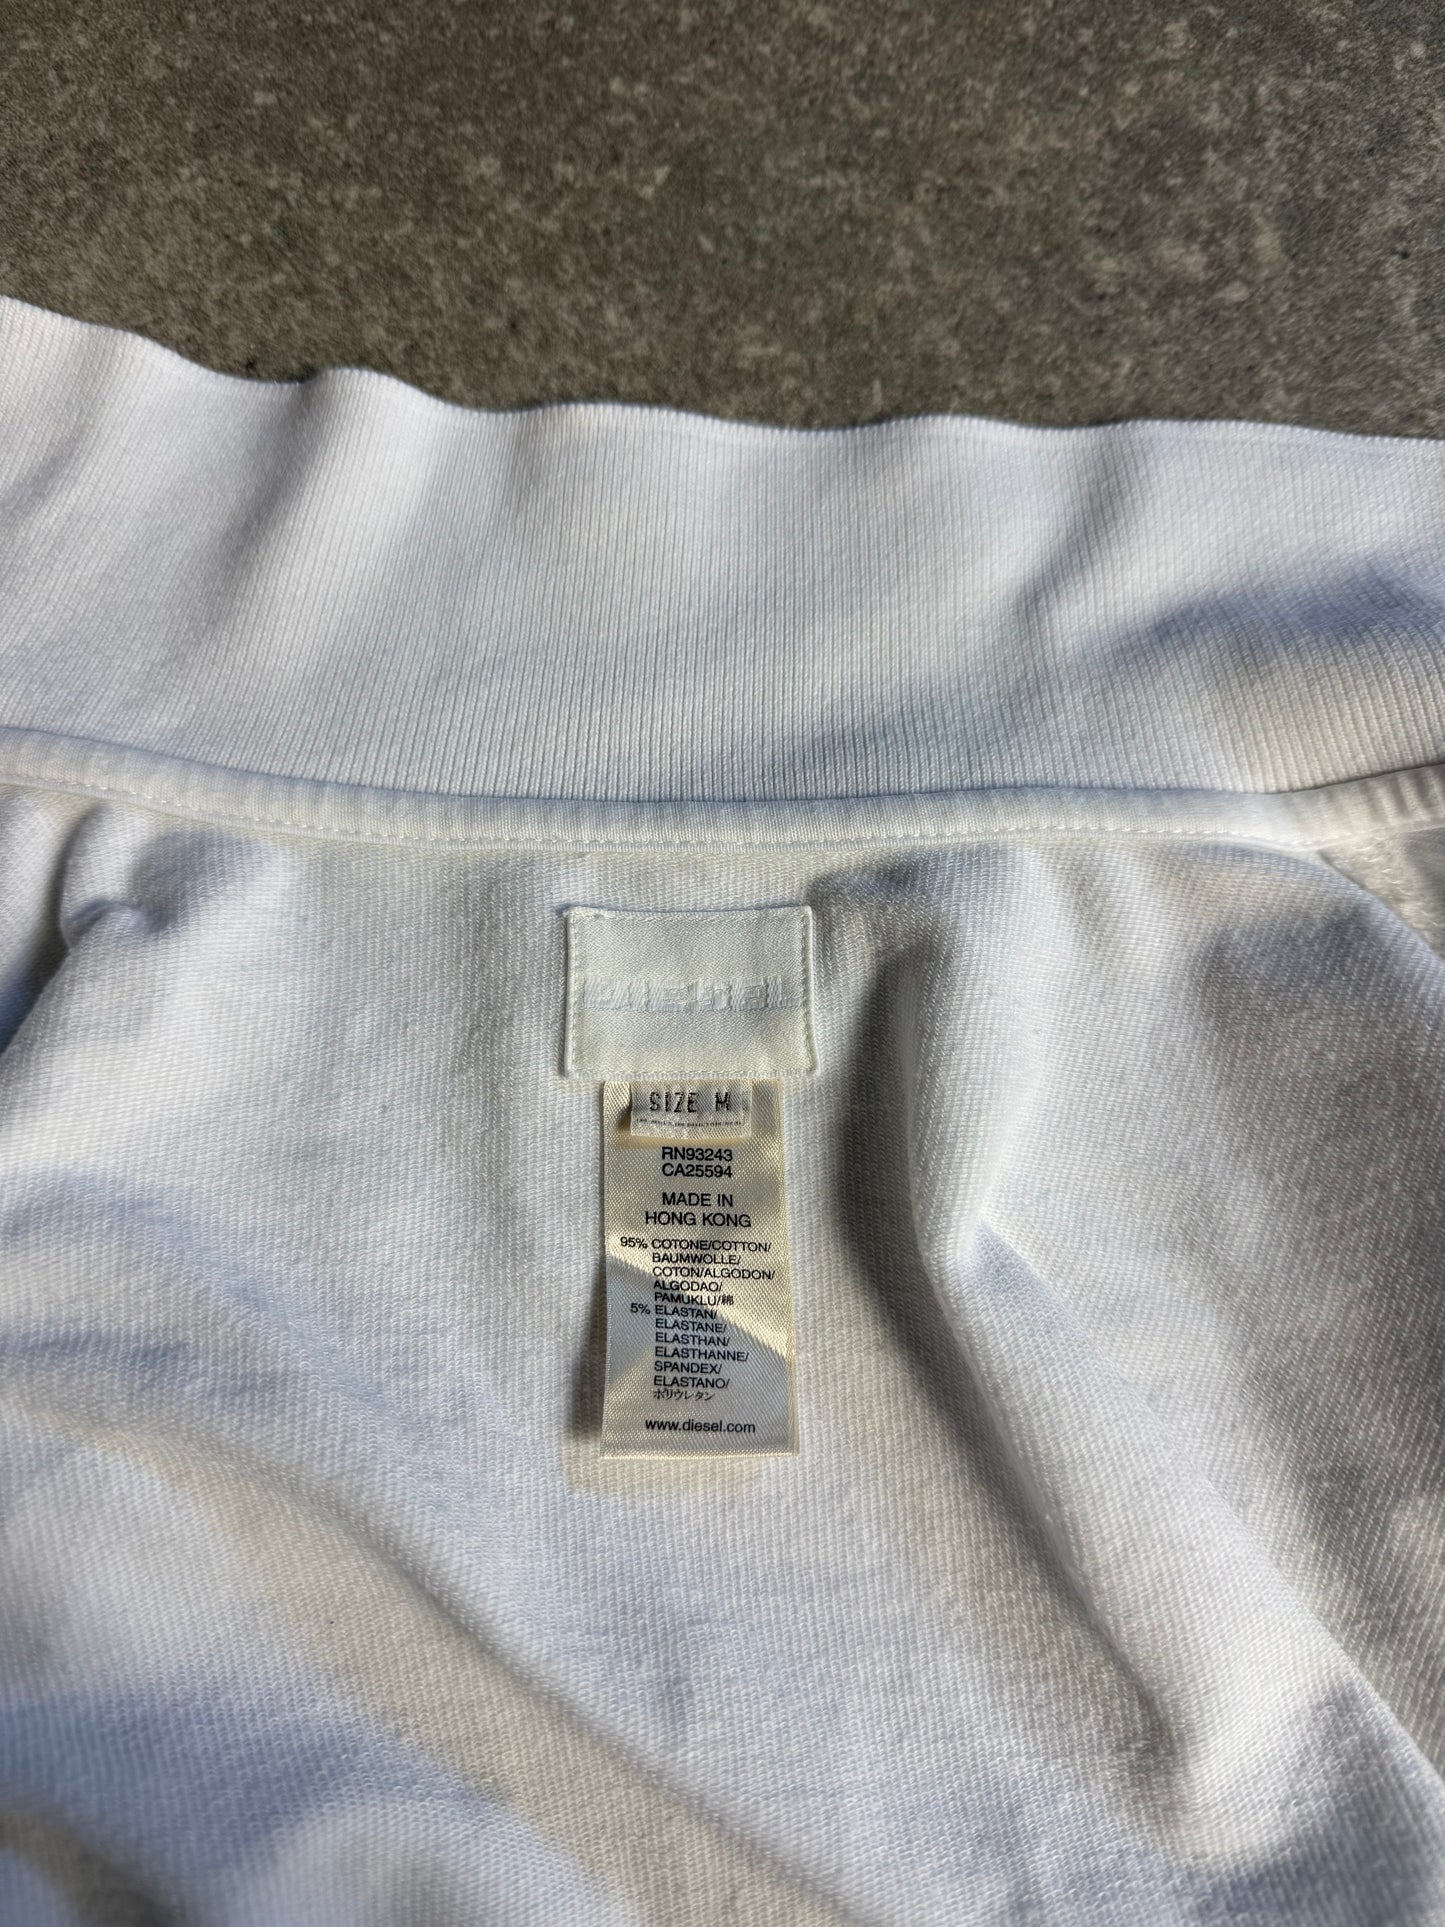 DIESEL
SIZE M
RN93243
CA25594
MADE IN
HONG KONG
95% COTONE/COTTON/
BAUMWOLLE/
COTON/ALGODON/
ALGODAO/
PAMUKLU/綿
5% ELASTAN/
ELASTANE/
ELASTHAN/
ELASTHANNE/
SPANDEX/
ELASTANO/
ポリウレタン
www.diesel.com